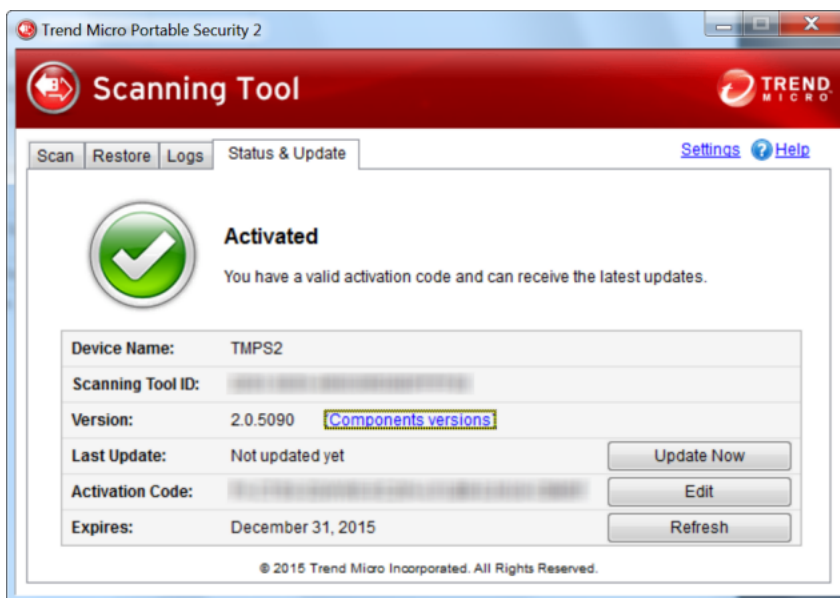 Trend Micro Portable Security 2
Scanning Tool
TREND
MICRO
Scan Restore Logs Status & Update Settings Help
Activated
You have a valid activation code and can receive the latest updates.
Device Name: TMPS2
Scanning Tool ID:
Version: 2.0.5090 Components versions
Last Update: Not updated yet Update Now
Activation Code: Edit
Expires: December 31, 2015 Refresh
© 2015 Trend Micro Incorporated. All Rights Reserved.